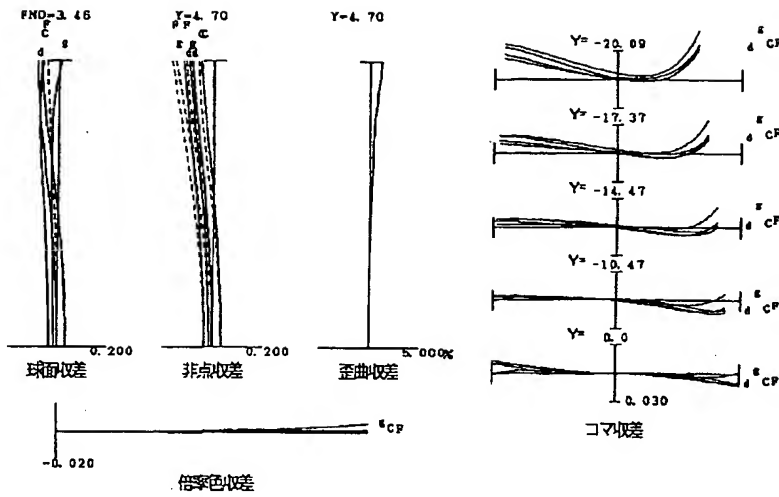 FNO=3.46
F
C
d
g
0.200
球面収差
Y=4.70
g F
g g
d d
0.200
非点収差
Y=4.70
5.000%
歪曲収差
-0.020
g C F
倍率色収差
Y= -20.09
d g C F
Y= -17.37
d g C F
Y= -14.47
d g C F
Y= -10.47
d g C F
Y= 0.0
d g C F
0.030
コマ収差